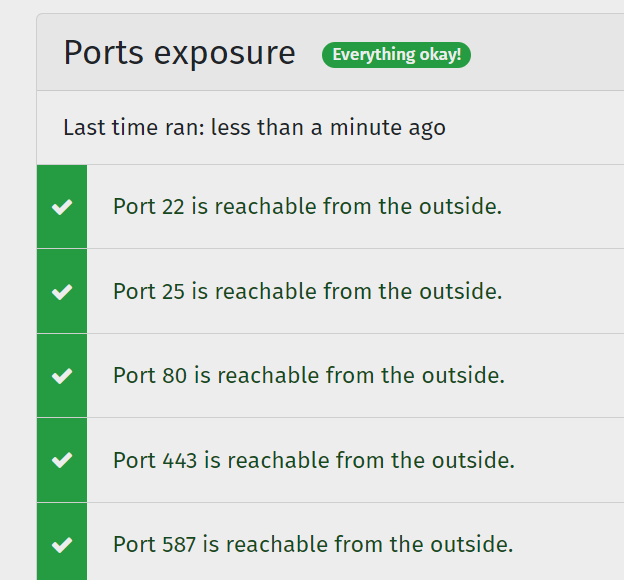 Ports exposure Everything okay!
Last time ran: less than a minute ago
Port 22 is reachable from the outside.
Port 25 is reachable from the outside.
Port 80 is reachable from the outside.
Port 443 is reachable from the outside.
Port 587 is reachable from the outside.